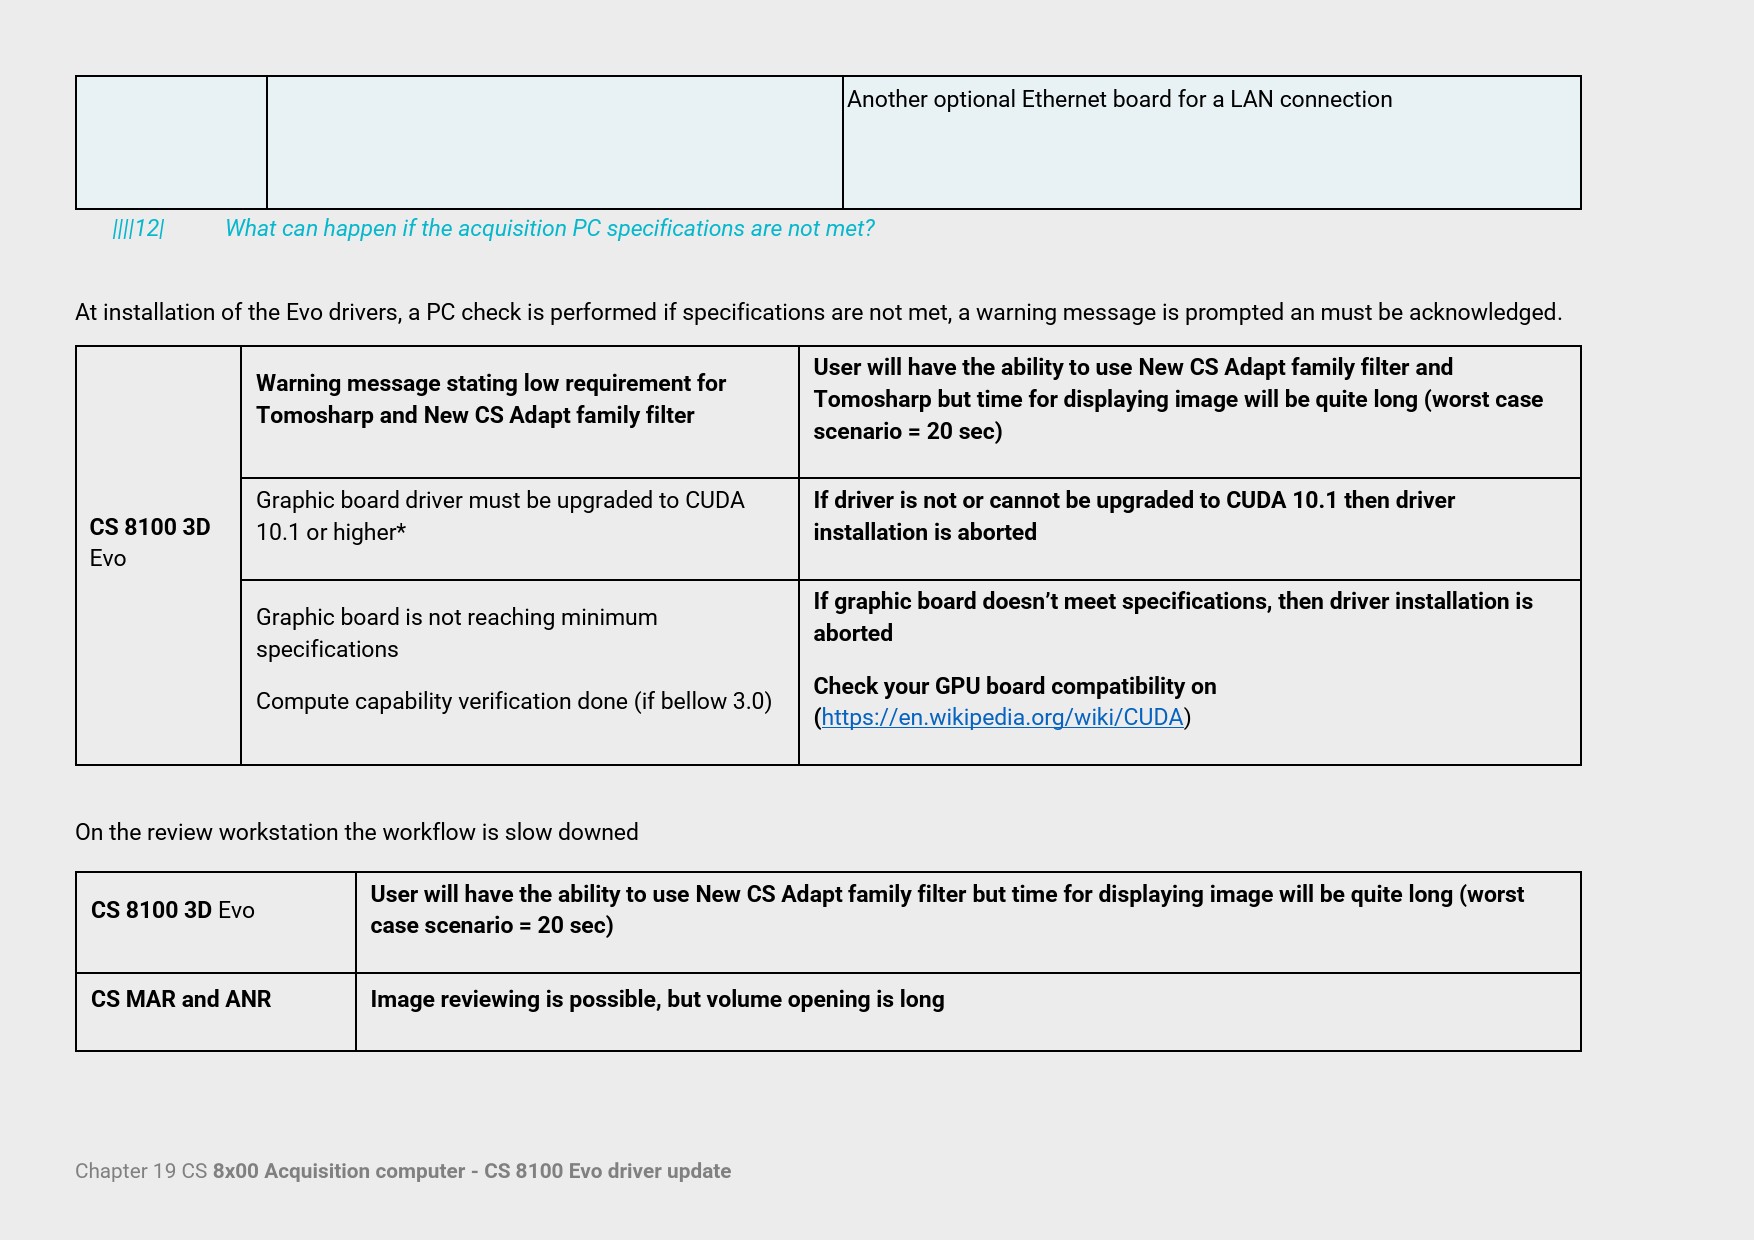 Another optional Ethernet board for a LAN connection
||||12| What can happen if the acquisition PC specifications are not met?
At installation of the Evo drivers, a PC check is performed if specifications are not met, a warning message is prompted an must be acknowledged.
CS 8100 3D
Evo
Warning message stating low requirement for
Tomosharp and New CS Adapt family filter
User will have the ability to use New CS Adapt family filter and
Tomosharp but time for displaying image will be quite long (worst case
scenario = 20 sec)
Graphic board driver must be upgraded to CUDA
10.1 or higher*
If driver is not or cannot be upgraded to CUDA 10.1 then driver
installation is aborted
Graphic board is not reaching minimum
specifications
Compute capability verification done (if bellow 3.0)
If graphic board doesn’t meet specifications, then driver installation is
aborted
Check your GPU board compatibility on
(https://en.wikipedia.org/wiki/CUDA)
On the review workstation the workflow is slow downed
CS 8100 3D Evo
User will have the ability to use New CS Adapt family filter but time for displaying image will be quite long (worst
case scenario = 20 sec)
CS MAR and ANR
Image reviewing is possible, but volume opening is long
Chapter 19 CS 8x00 Acquisition computer - CS 8100 Evo driver update